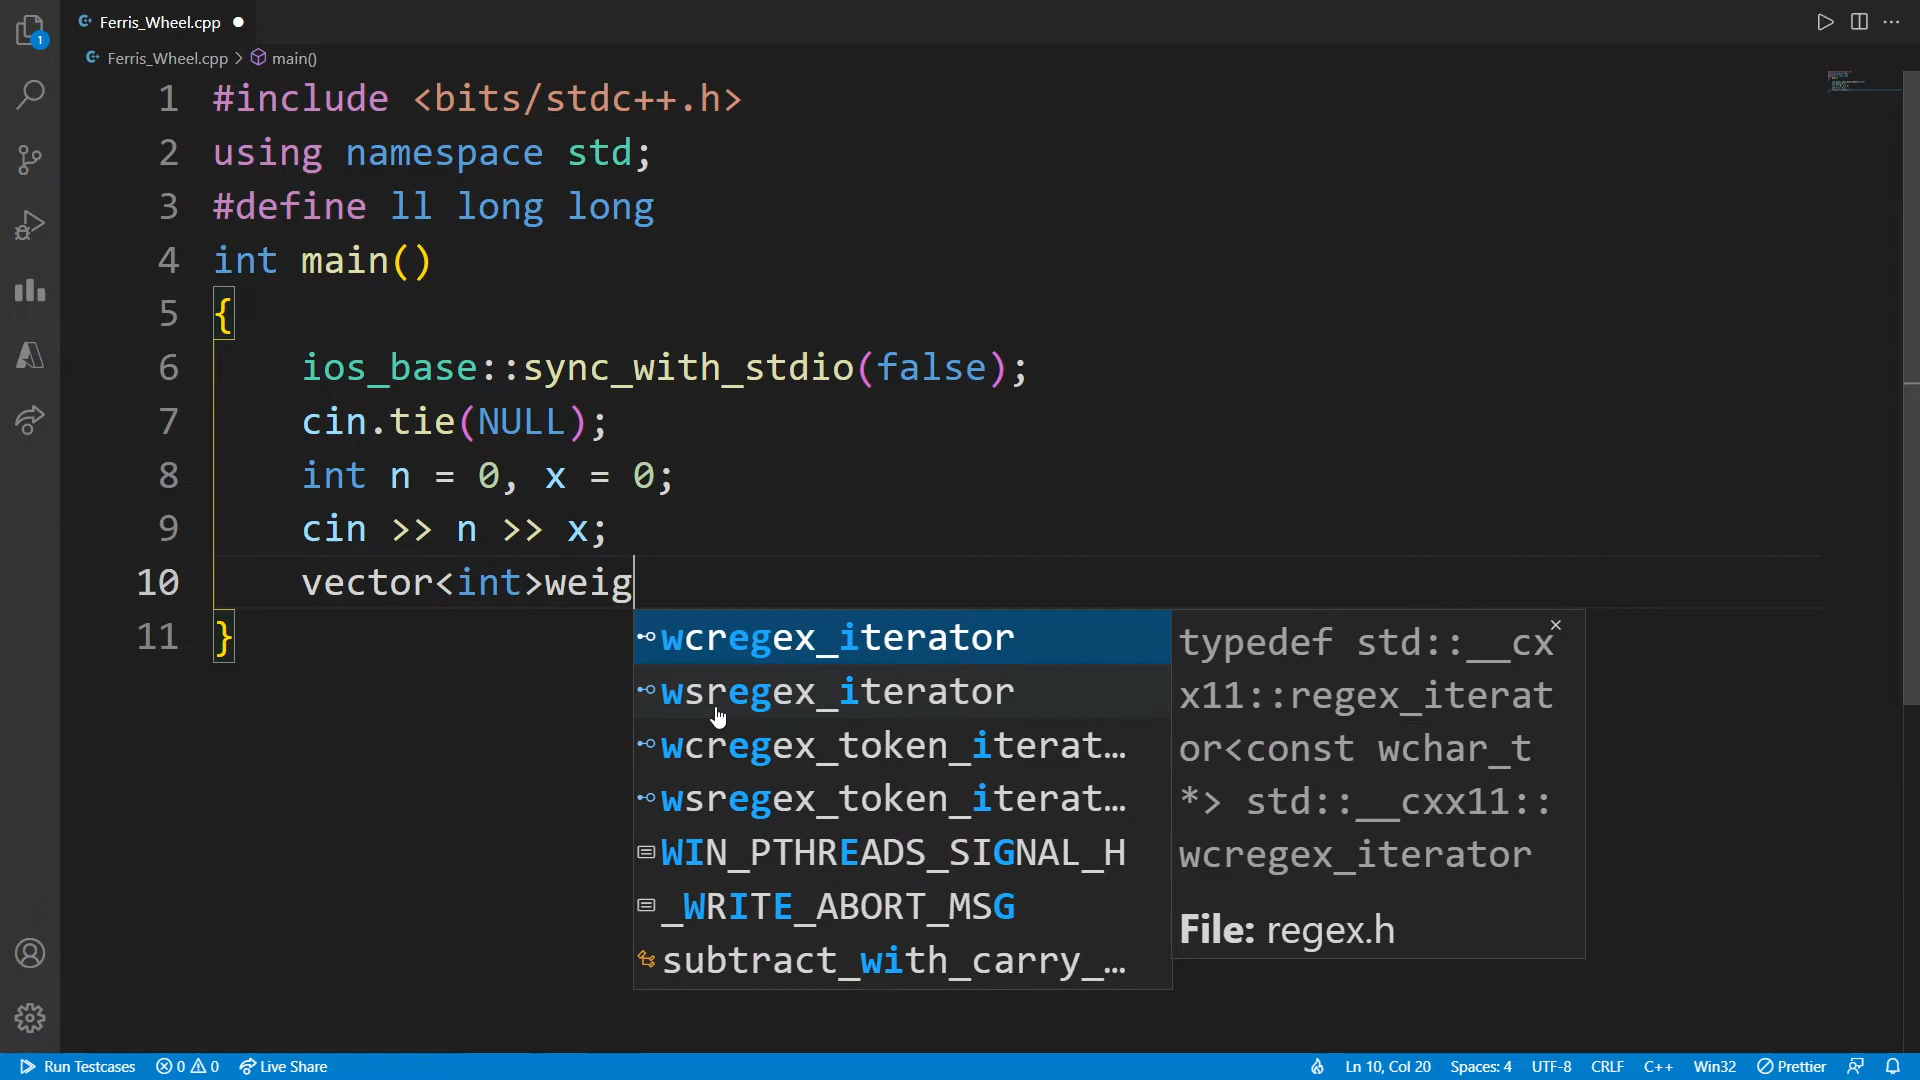 Ferris_Wheel.cpp
Ferris_Wheel.cpp > main()
1
1 #include <bits/stdc++.h>
2 using namespace std;
3 #define ll long long
4 int main()
5 {
6 ios_base::sync_with_stdio(false);
7 cin.tie(NULL);
8 int n = 0, x = 0;
9 cin >> n >> x;
10 vector<int>weig
11 }
wcregex_iterator
wsregex_iterator
wcregex_token_iterat…
wsregex_token_iterat…
WIN_PTHREADS_SIGNAL_H
_WRITE_ABORT_MSG
subtract_with_carry_…
typedef std::__cx
x11::regex_iterat
or<const wchar_t
*> std::__cxx11::
wcregex_iterator
File: regex.h
Run Testcases 0 0 Live Share Ln 10, Col 20 Spaces: 4 UTF-8 CRLF C++ Win32 Prettier